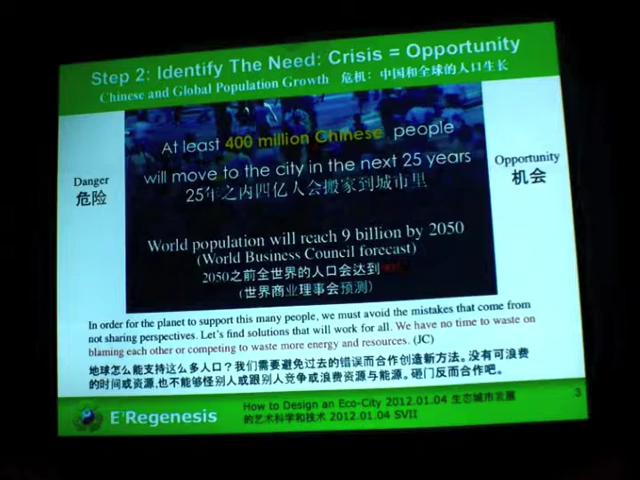 Step 2: Identify The Need: Crisis = Opportunity
Chinese and Global Population Growth 危机：中国和全球的人口生长
At least 400 million Chinese people
will move to the city in the next 25 years
25年之内四亿人会搬家到城市里
Danger
危险
Opportunity
机会
World population will reach 9 billion by 2050
(World Business Council forecast)
2050之前全世界的人口会达到
(世界商业理事会预测)
In order for the planet to support this many people, we must avoid the mistakes that come from
not sharing perspectives. Let's find solutions that will work for all. We have no time to waste on
blaming each other or competing to waste more energy and resources. (JC)
地球怎么能支持这么多人口？我们需要避免过去的错误而合作创造新方法。没有可浪费
的时间或资源,也不能够怪别人或跟别人竞争或浪费资源与能源。砸门反而合作吧。
E'Regenesis
How to Design an Eco-City 2012.01.04 生态城市发展
的艺术科学和技术 2012.01.04 SVII
3